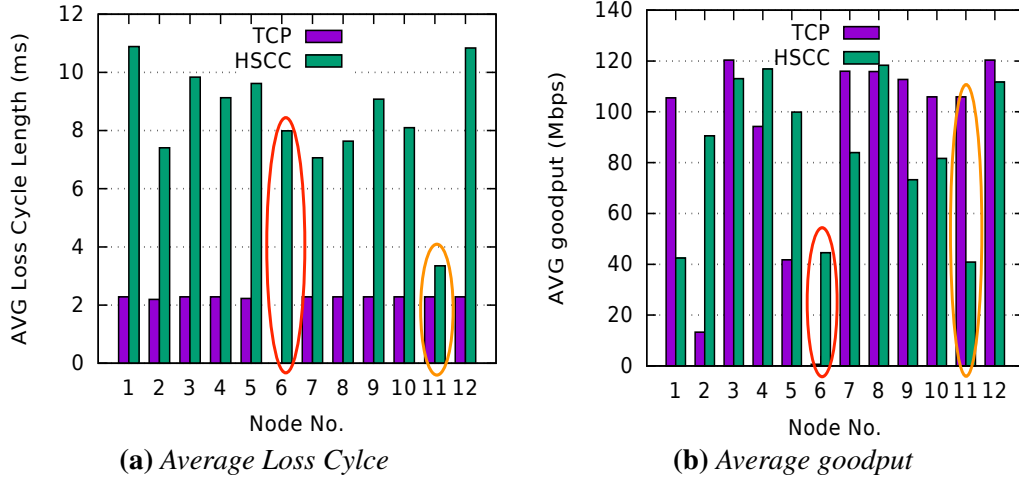 12
10
8
6
4
2
0
AVG Loss Cycle Length (ms)
TCP
HSCC
1 2 3 4 5 6 7 8 9 10 11 12
Node No.
(a) Average Loss Cylce
140
120
100
80
60
40
20
0
AVG goodput (Mbps)
TCP
HSCC
1 2 3 4 5 6 7 8 9 10 11 12
Node No.
(b) Average goodput